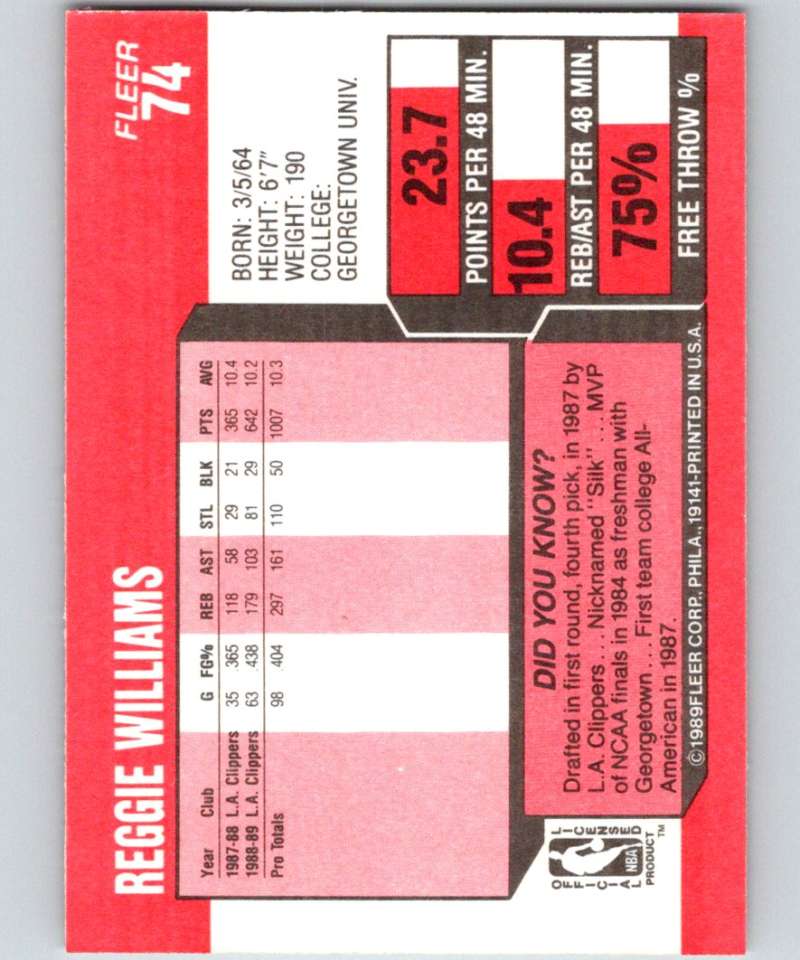 REGGIE WILLIAMS
FLEER
74
Year Club G FG% REB AST STL BLK PTS AVG
1987-88 L.A. Clippers 35 .365 118 58 29 21 365 10.4
1988-89 L.A. Clippers 63 .438 179 103 81 29 642 10.2
Pro Totals 98 .404 297 161 110 50 1007 10.3
BORN: 3/5/64
HEIGHT: 6'7"
WEIGHT: 190
COLLEGE:
GEORGETOWN UNIV.
23.7
POINTS PER 48 MIN.
10.4
REB/AST PER 48 MIN.
75%
FREE THROW %
DID YOU KNOW?
Drafted in first round, fourth pick, in 1987 by
L.A. Clippers . . . Nicknamed "Silk" . . . MVP
of NCAA finals in 1984 as freshman with
Georgetown . . . First team college All-
American in 1987.
OFFICIAL LICENSED
NBA
PRODUCT™
©1989FLEER CORP., PHILA., 19141-PRINTED IN U.S.A.